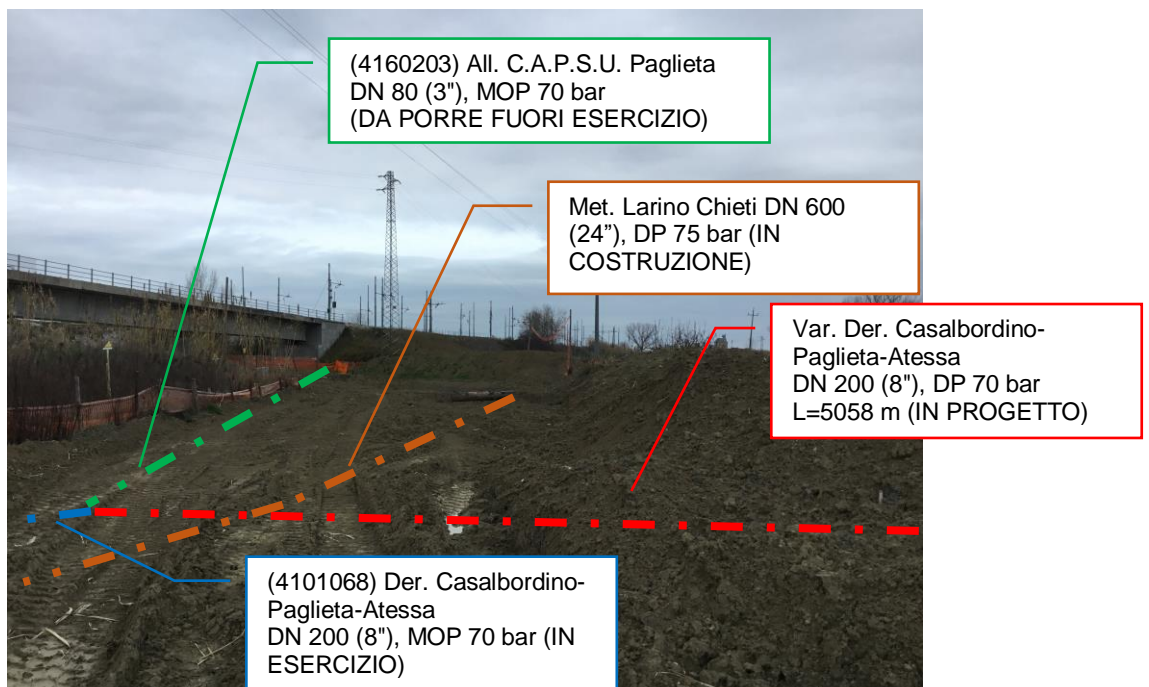 (4160203) All. C.A.P.S.U. Paglieta
DN 80 (3"), MOP 70 bar
(DA PORRE FUORI ESERCIZIO)
Met. Larino Chieti DN 600
(24”), DP 75 bar (IN
COSTRUZIONE)
Var. Der. Casalbordino-
Paglieta-Atessa
DN 200 (8"), DP 70 bar
L=5058 m (IN PROGETTO)
(4101068) Der. Casalbordino-
Paglieta-Atessa
DN 200 (8"), MOP 70 bar (IN
ESERCIZIO)